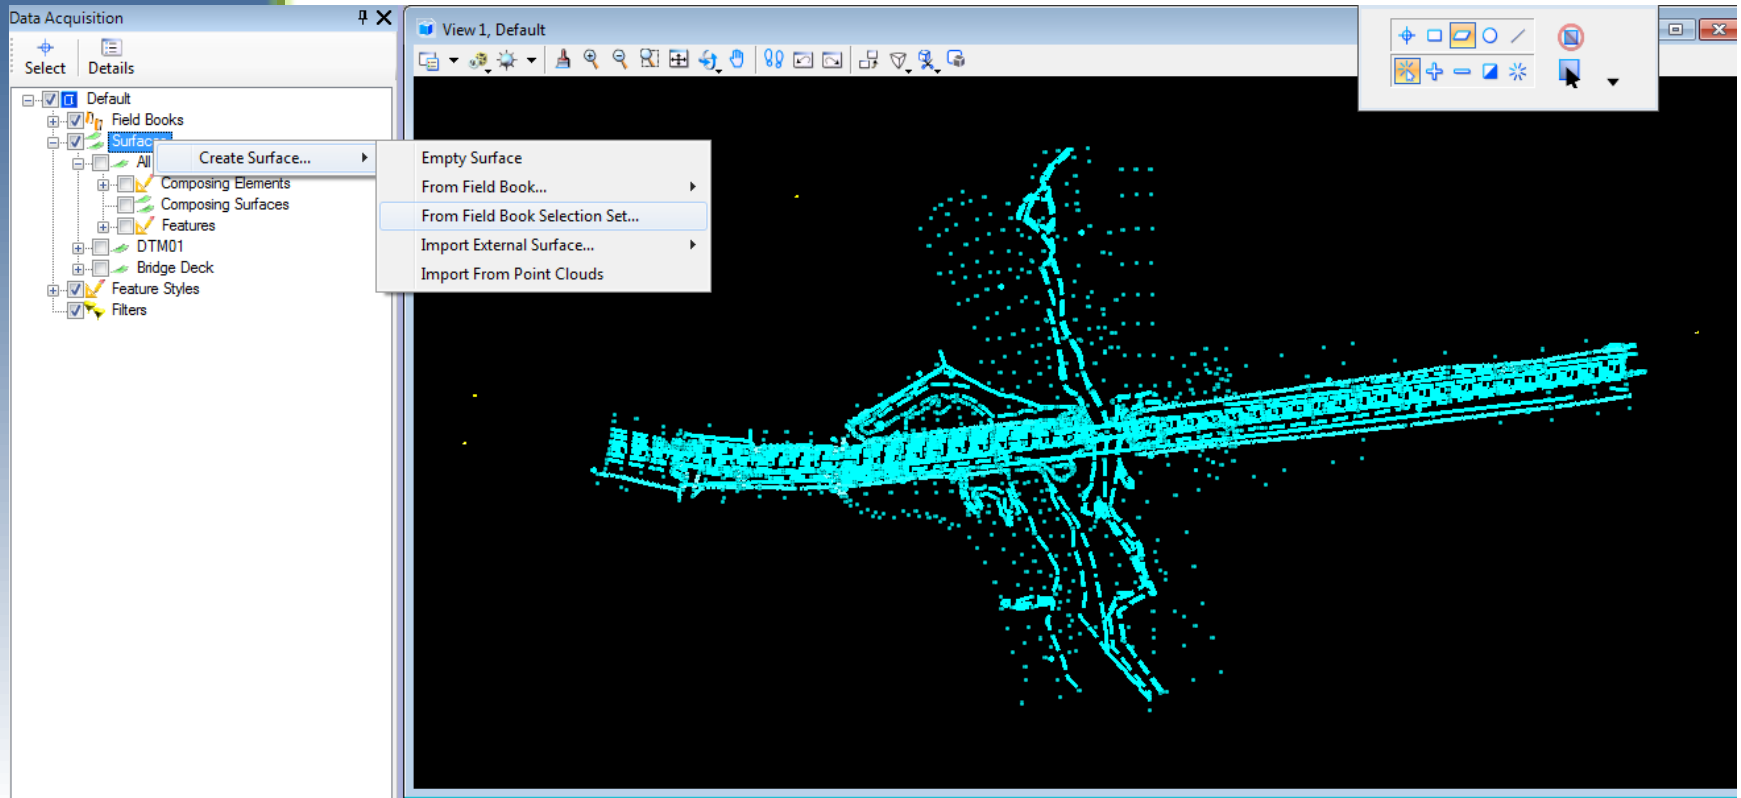 Data Acquisition
Select Details
Default
Field Books
Surfaces
All
Composing Elements
Composing Surfaces
Features
DTM01
Bridge Deck
Feature Styles
Filters
Create Surface...
Empty Surface
From Field Book...
From Field Book Selection Set...
Import External Surface...
Import From Point Clouds
View 1, Default